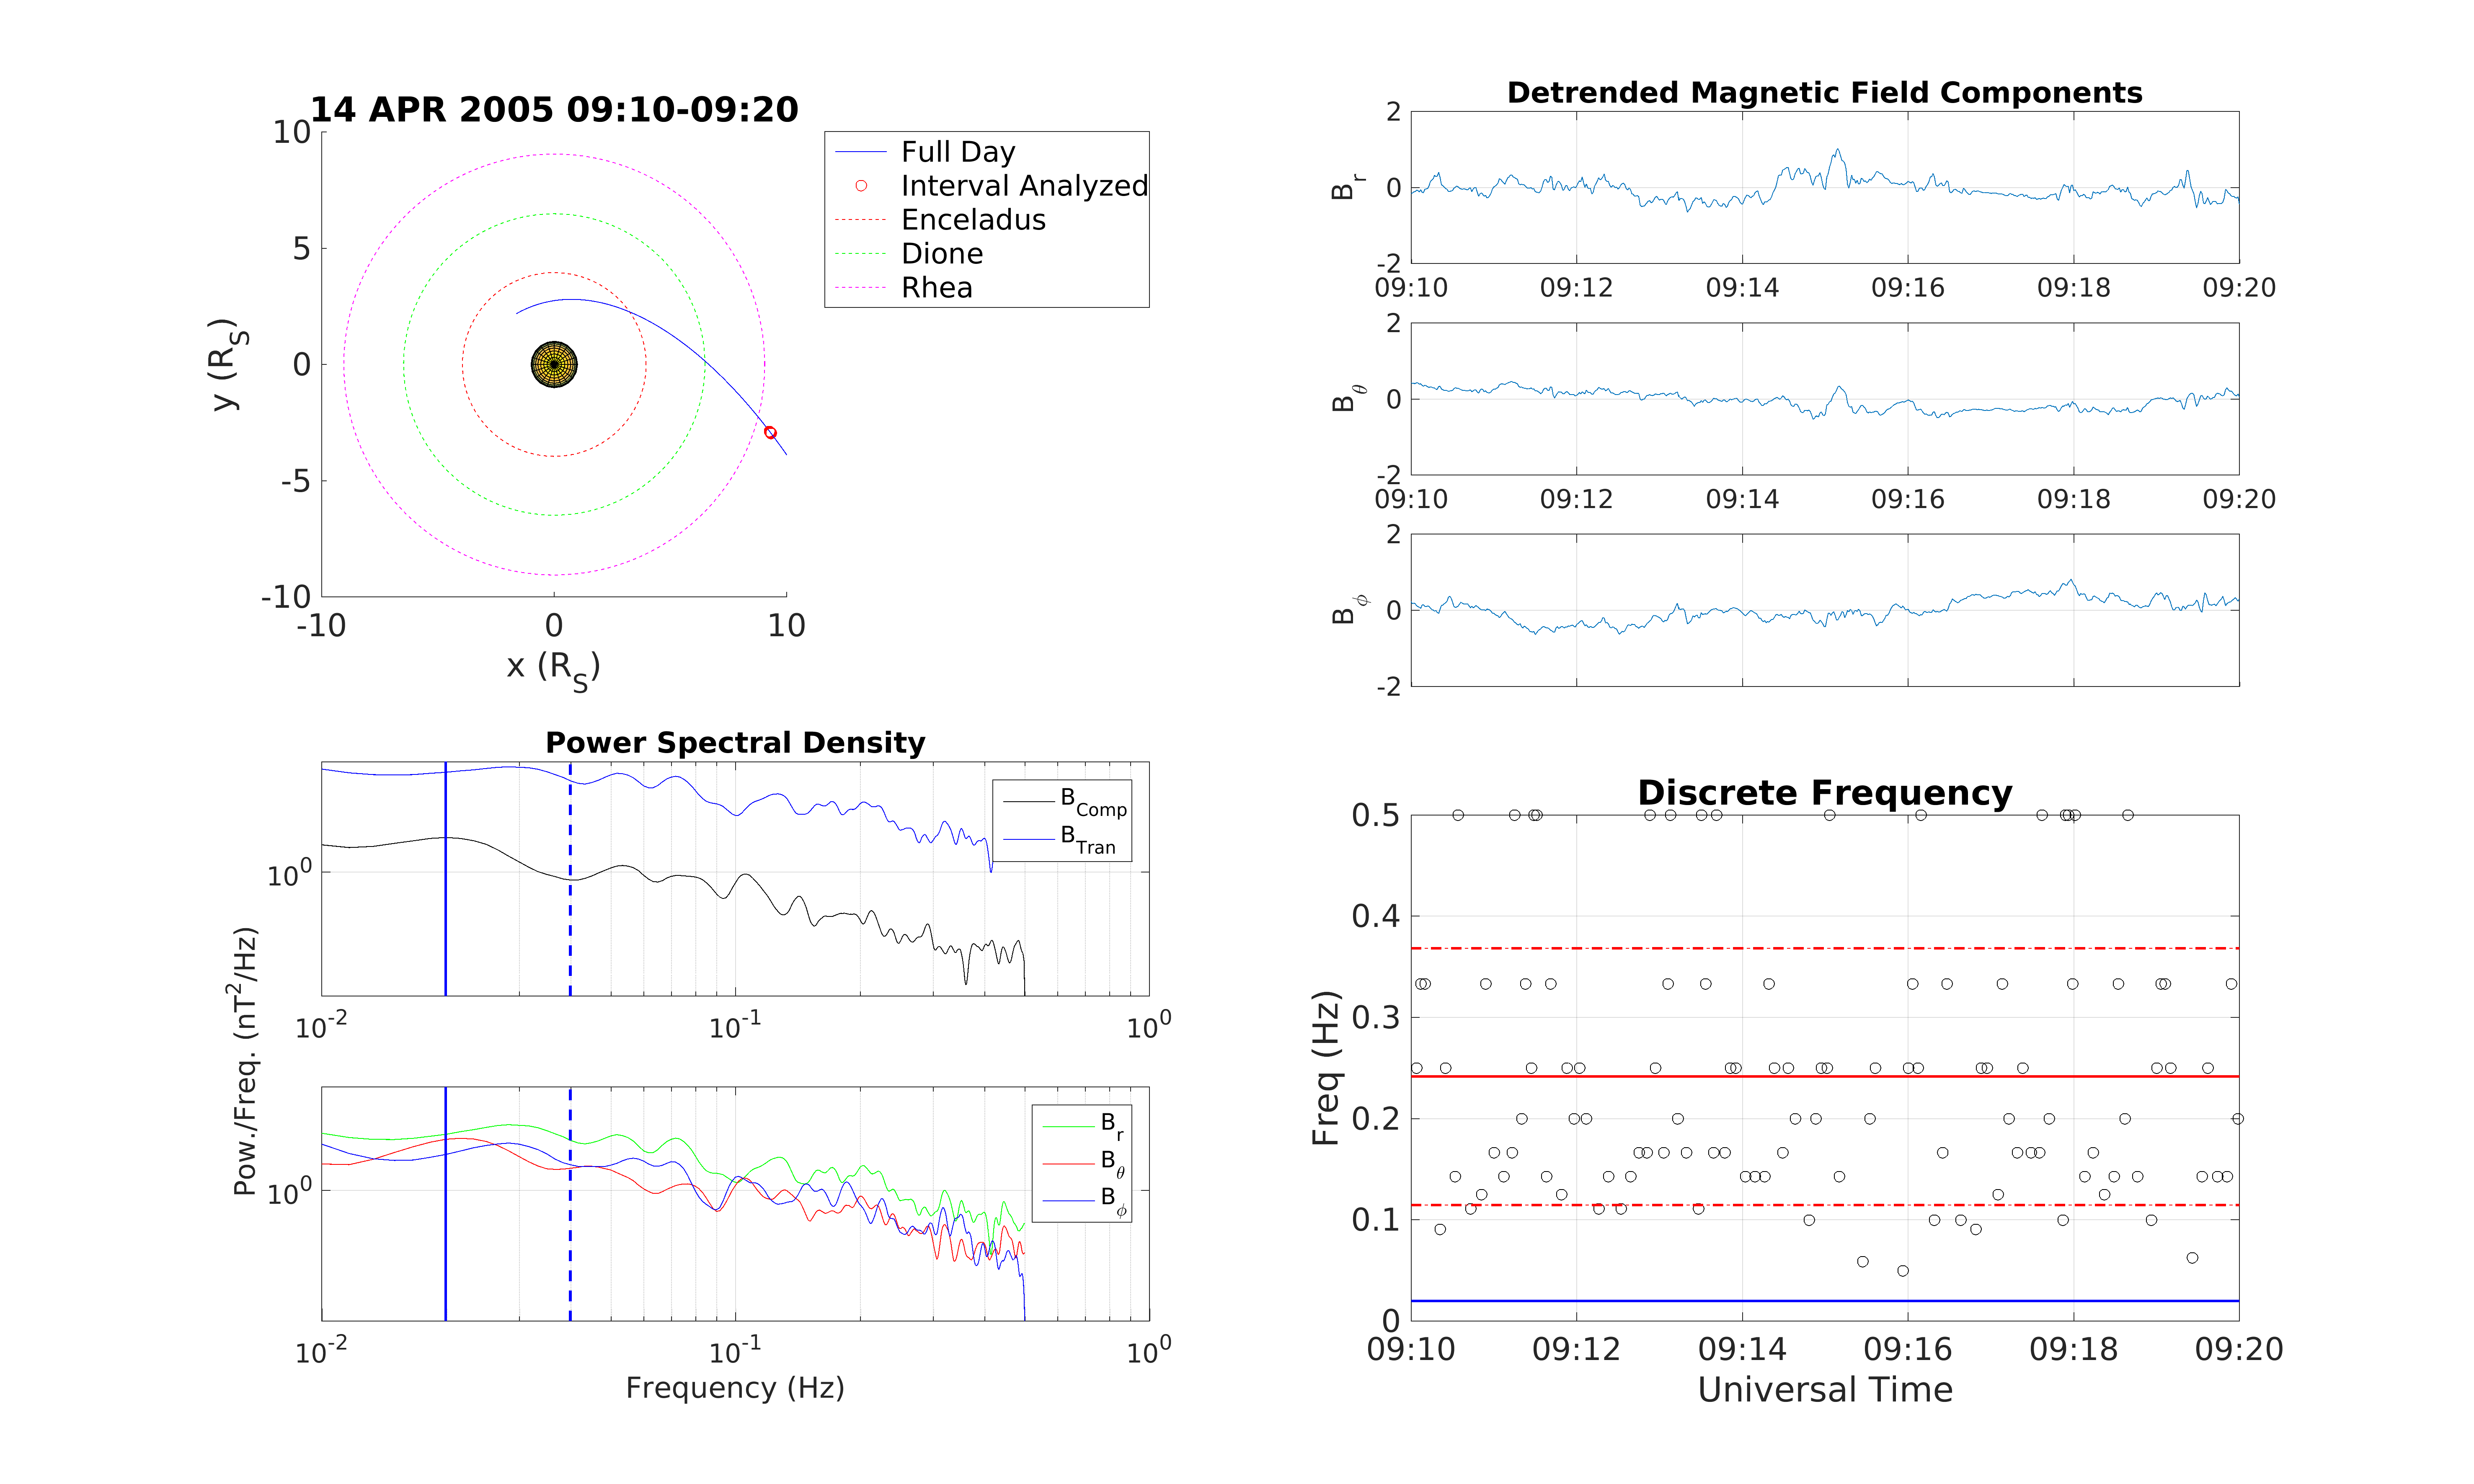 14 APR 2005 09:10-09:20
10
5
0
-5
-10
-10
0
10
y (R_S)
x (R_S)
Full Day
Interval Analyzed
Enceladus
Dione
Rhea
Detrended Magnetic Field Components
2
0
-2
B_r
09:10
09:12
09:14
09:16
09:18
09:20
2
0
-2
B_θ
09:10
09:12
09:14
09:16
09:18
09:20
2
0
-2
B_ϕ
Power Spectral Density
10^0
B_Comp
B_Tran
10^-2
10^-1
10^0
Pow./Freq. (nT^2/Hz)
10^0
B_r
B_θ
B_ϕ
10^-2
10^-1
10^0
Frequency (Hz)
Discrete Frequency
0.5
0.4
0.3
0.2
0.1
0
Freq (Hz)
09:10
09:12
09:14
09:16
09:18
09:20
Universal Time